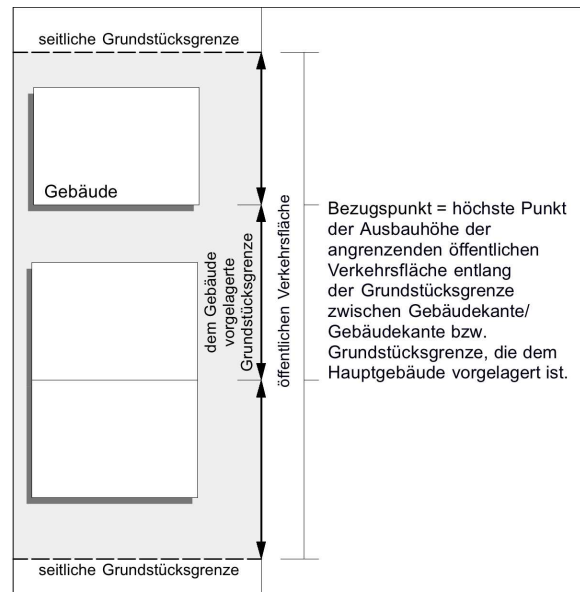 seitliche Grundstücksgrenze
Gebäude
dem Gebäude
vorgelagerte
Grundstücksgrenze
öffentlichen Verkehrsfläche
Bezugspunkt = höchste Punkt
der Ausbauhöhe der
angrenzenden öffentlichen
Verkehrsfläche entlang
der Grundstücksgrenze
zwischen Gebäudekante/
Gebäudekante bzw.
Grundstücksgrenze, die dem
Hauptgebäude vorgelagert ist.
seitliche Grundstücksgrenze